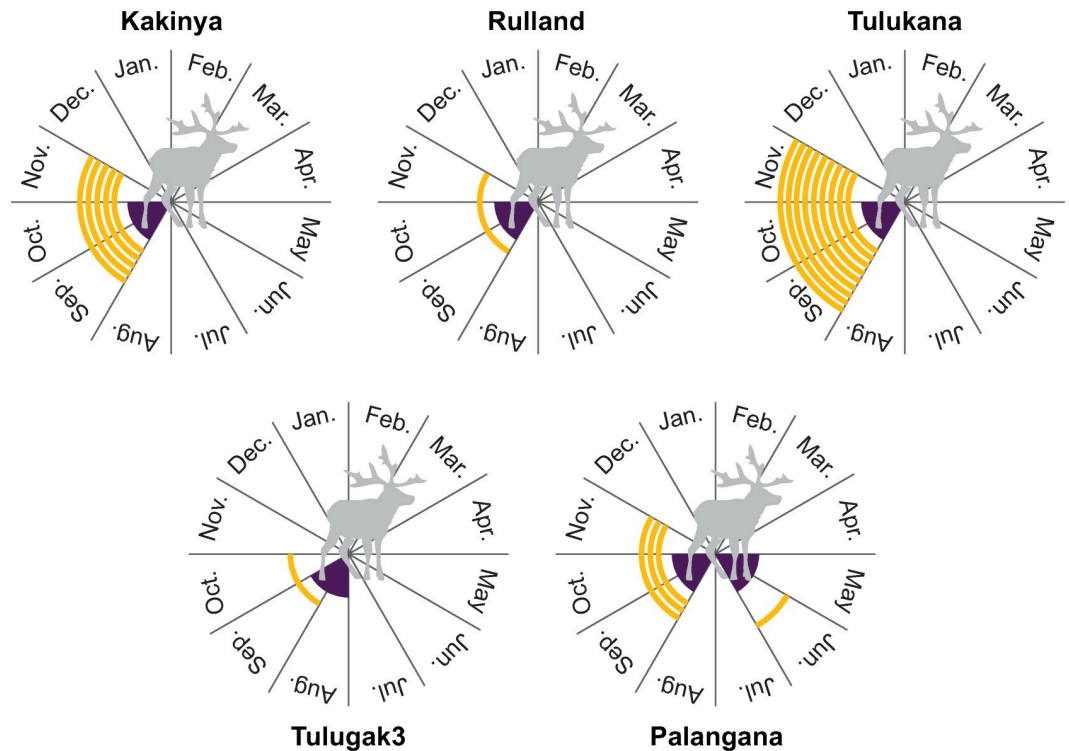 Kakinya
Jan.
Feb.
Mar.
Apr.
May
Jun.
Jul.
Aug.
Sep.
Oct.
Nov.
Dec.
Rulland
Jan.
Feb.
Mar.
Apr.
May
Jun.
Jul.
Aug.
Sep.
Oct.
Nov.
Dec.
Tulukana
Jan.
Feb.
Mar.
Apr.
May
Jun.
Jul.
Aug.
Sep.
Oct.
Nov.
Dec.
Jan.
Feb.
Mar.
Apr.
May
Jun.
Jul.
Aug.
Sep.
Oct.
Nov.
Dec.
Tulugak3
Jan.
Feb.
Mar.
Apr.
May
Jun.
Jul.
Aug.
Sep.
Oct.
Nov.
Dec.
Palangana